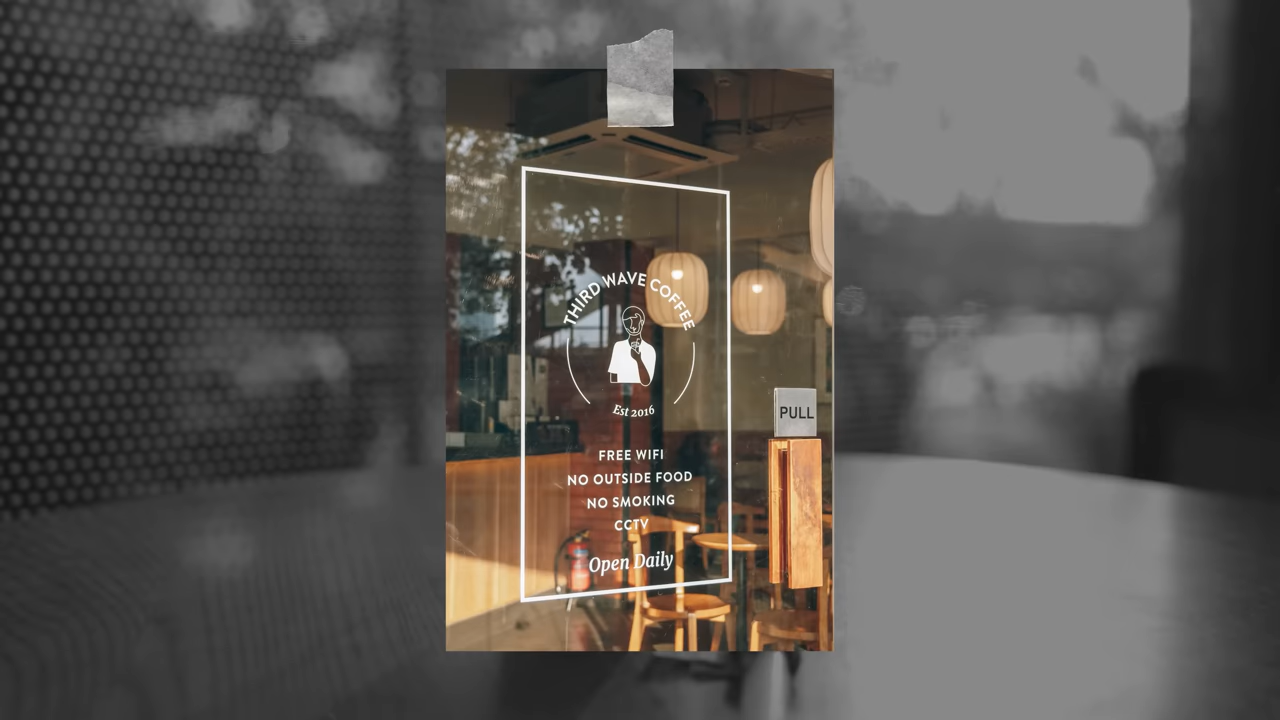 THIRD WAVE COFFEE
Est 2016
FREE WIFI
NO OUTSIDE FOOD
NO SMOKING
CCTV
Open Daily
PULL